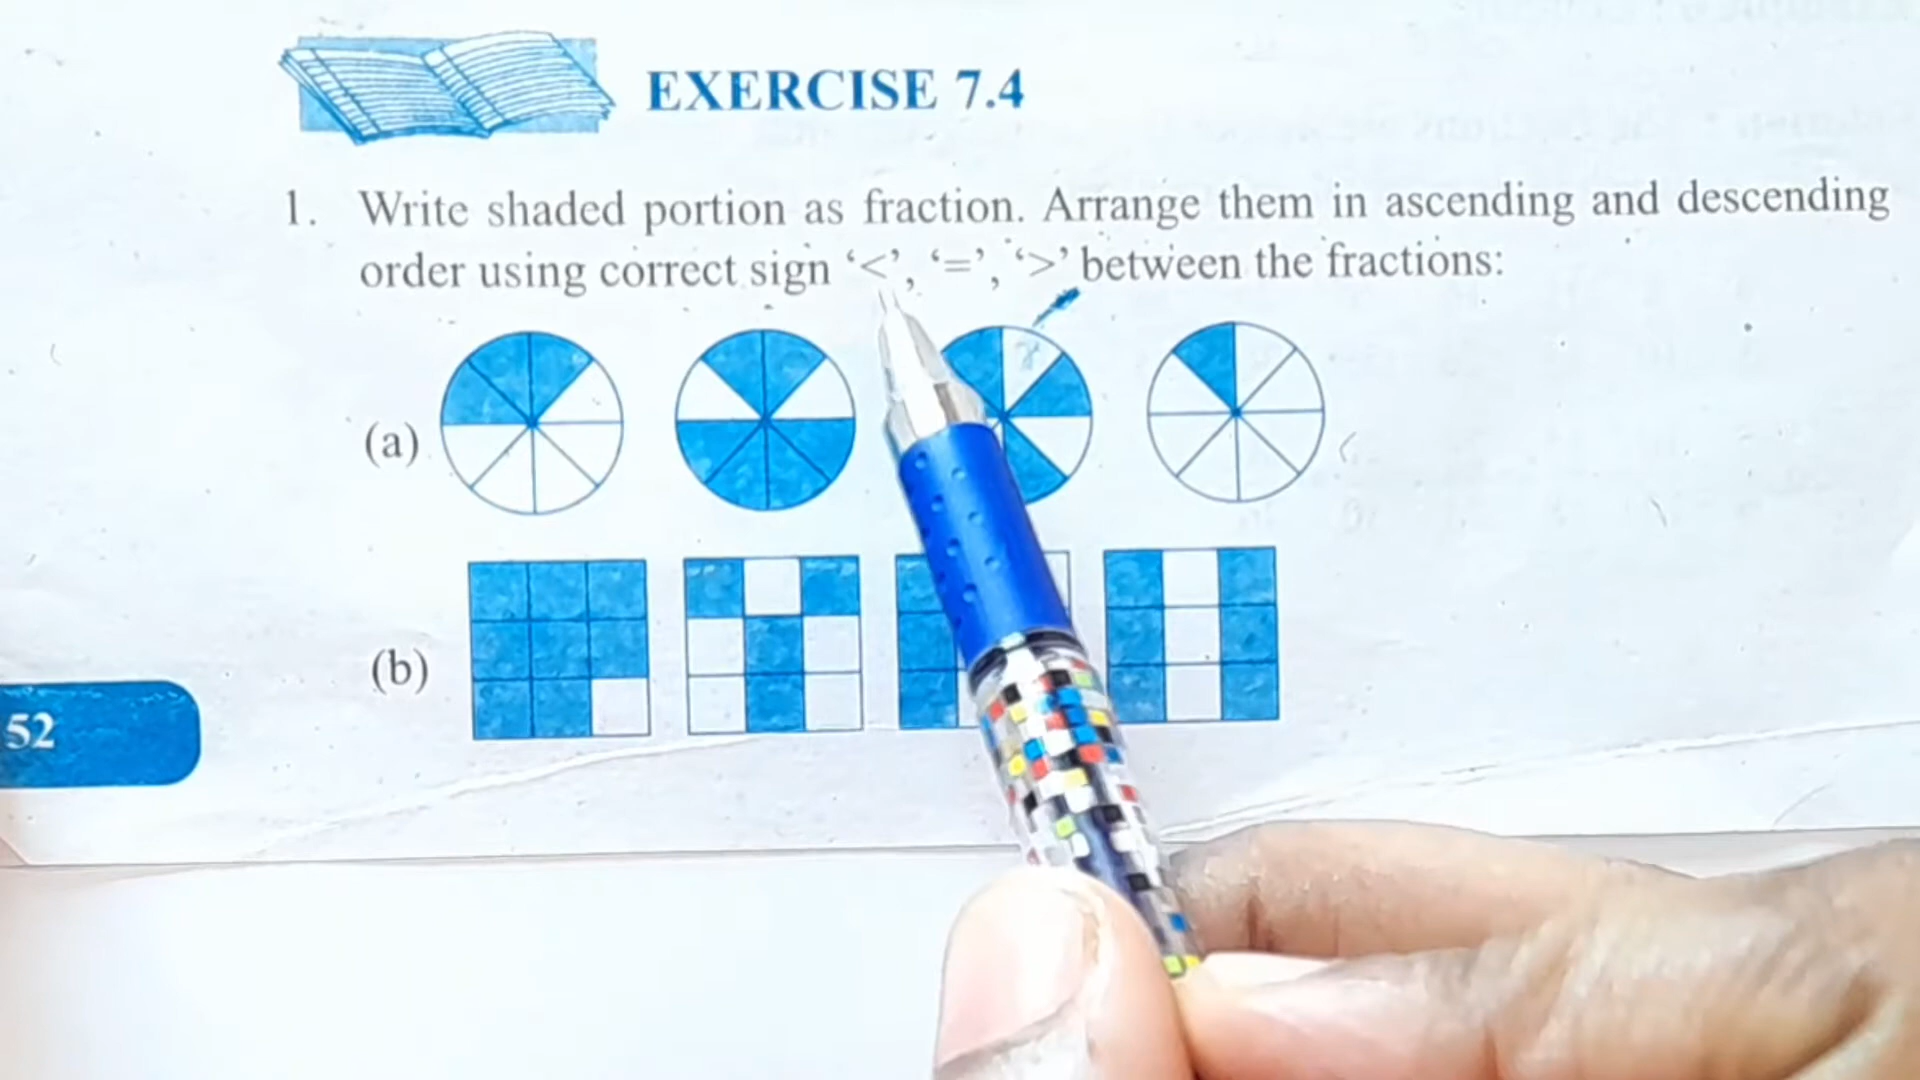 EXERCISE 7.4
1. Write shaded portion as fraction. Arrange them in ascending and descending
order using correct sign ‘<’, ‘=’, ‘>’ between the fractions:
(a)
(b)
52